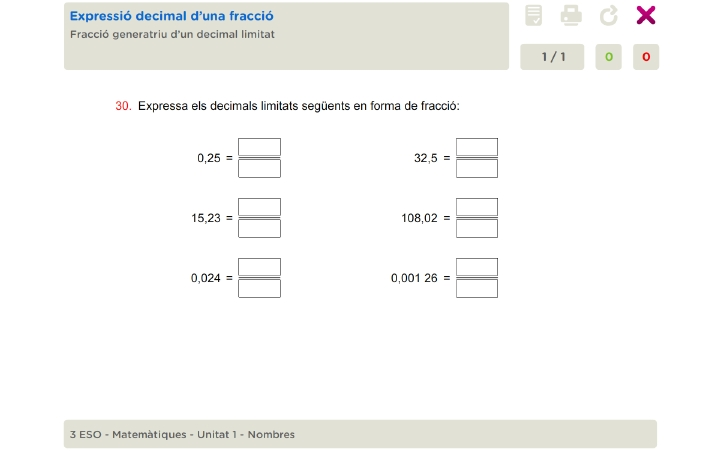 Expressió decimal d'una fracció
Fracció generatriu d'un decimal limitat
1 / 1
0
0
30. Expressa els decimals limitats següents en forma de fracció:
0,25 =
32,5 =
15,23 =
108,02 =
0,024 =
0,001 26 =
3 ESO - Matemàtiques - Unitat 1 - Nombres